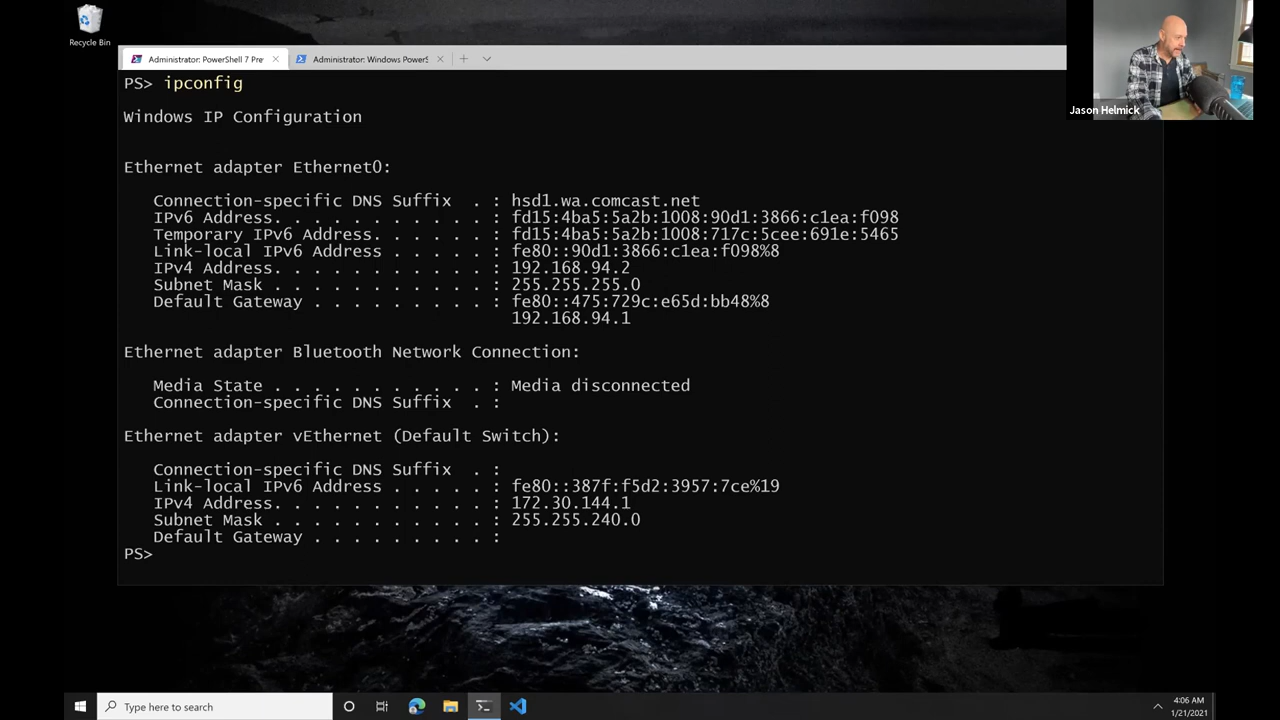 Recycle Bin
Administrator: PowerShell 7 Pre
Administrator: Windows PowerS
Jason Helmick
PS> ipconfig
Windows IP Configuration
Ethernet adapter Ethernet0:
Connection-specific DNS Suffix  . : hsd1.wa.comcast.net
IPv6 Address. . . . . . . . . . . : fd15:4ba5:5a2b:1008:90d1:3866:c1ea:f098
Temporary IPv6 Address. . . . . . : fd15:4ba5:5a2b:1008:717c:5cee:691e:5465
Link-local IPv6 Address . . . . . : fe80::90d1:3866:c1ea:f098%8
IPv4 Address. . . . . . . . . . . : 192.168.94.2
Subnet Mask . . . . . . . . . . . : 255.255.255.0
Default Gateway . . . . . . . . . : fe80::475:729c:e65d:bb48%8
192.168.94.1
Ethernet adapter Bluetooth Network Connection:
Media State . . . . . . . . . . . : Media disconnected
Connection-specific DNS Suffix  . :
Ethernet adapter vEthernet (Default Switch):
Connection-specific DNS Suffix  . :
Link-local IPv6 Address . . . . . : fe80::387f:f5d2:3957:7ce%19
IPv4 Address. . . . . . . . . . . : 172.30.144.1
Subnet Mask . . . . . . . . . . . : 255.255.240.0
Default Gateway . . . . . . . . . :
PS>
Type here to search
4:06 AM
1/21/2021